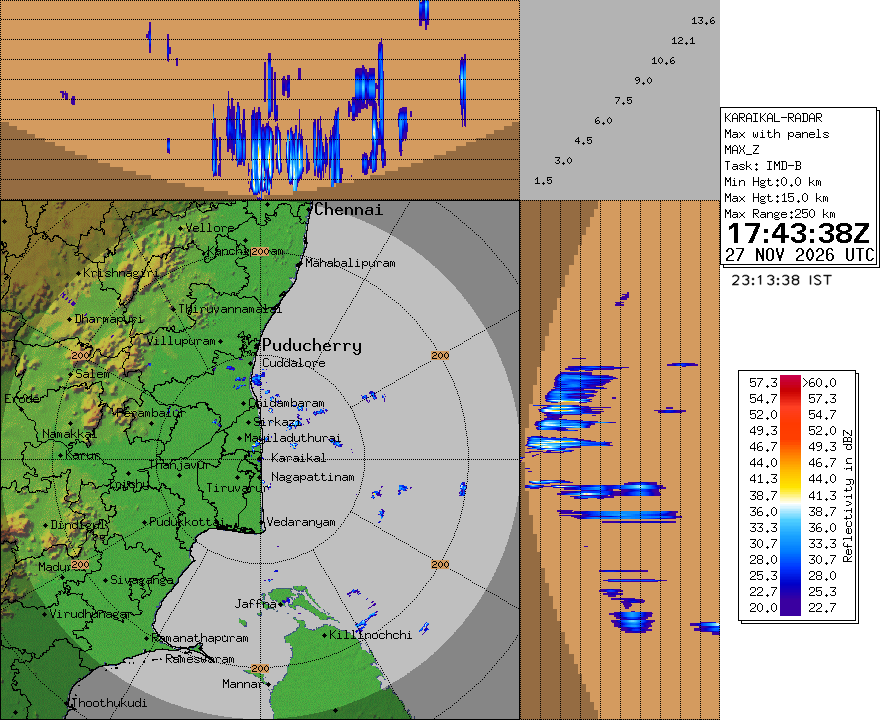 13.6
12.1
10.6
9.0
7.5
6.0
4.5
3.0
1.5
KARAIKAL-RADAR
Max with panels
MAX_Z
Task: IMD-B
Min Hgt:0.0 km
Max Hgt:15.0 km
Max Range:250 km
17:43:38Z
27 NOV 2026 UTC
23:13:38 IST
Chennai
Vellore
200
Mahabalipuram
Krishnagiri
Thiruvannamalai
Dharmapuri
Villupuram
Puducherry
200
200
Cuddalore
Salem
Erode
Chidambaram
Perambalur
Sirkazi
Namakkal
Mayiladuthurai
Karur
Karaikal
Thanjavur
Nagapattinam
Tiruvarur
Dindigul
Pudukkottai
Vedaranyam
200
200
Madurai
Sivaganga
Jaffna
Virudhunagar
Ramanathapuram
Killinochchi
Rameswaram
200
Mannar
Thoothukudi
57.3 >60.0
54.7 57.3
52.0 54.7
49.3 52.0
46.7 49.3
44.0 46.7
41.3 44.0
38.7 41.3
36.0 38.7
33.3 36.0
30.7 33.3
28.0 30.7
25.3 28.0
22.7 25.3
20.0 22.7
Reflectivity in dBZ